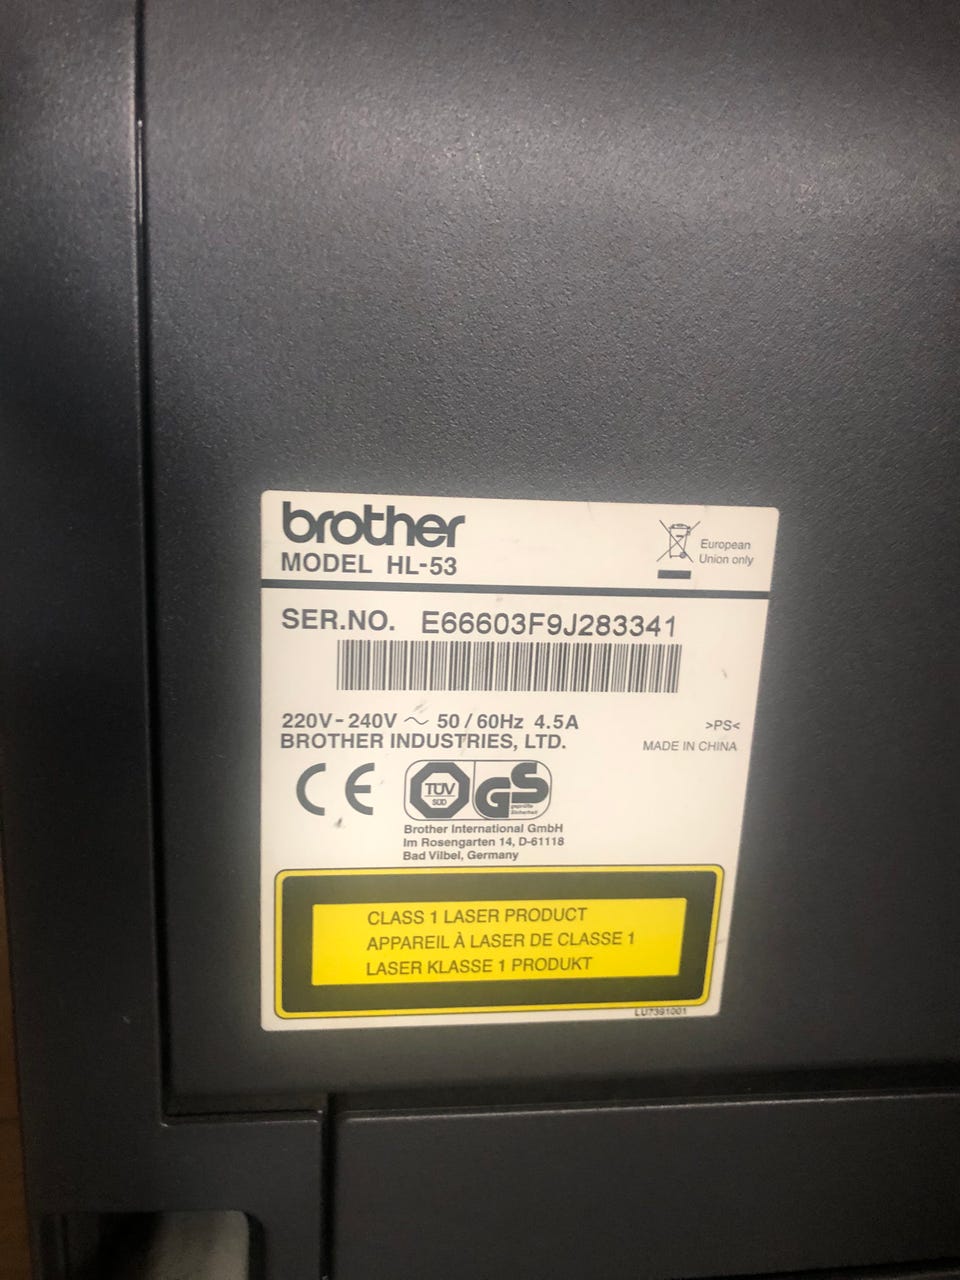 brother
MODEL HL-53
European
Union only
SER.NO. E66603F9J283341
220V-240V ~ 50/60Hz 4.5A
BROTHER INDUSTRIES, LTD.
>PS<
MADE IN CHINA
CE
TÜV
SÜD
GS
geprüfte
Sicherheit
Brother International GmbH
Im Rosengarten 14, D-61118
Bad Vilbel, Germany
CLASS 1 LASER PRODUCT
APPAREIL À LASER DE CLASSE 1
LASER KLASSE 1 PRODUKT
LU7391001